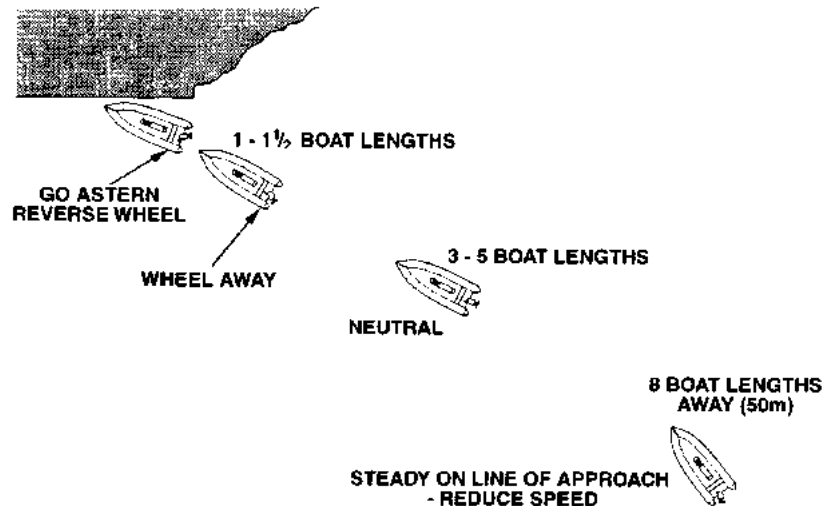 1 - 1½ BOAT LENGTHS
GO ASTERN
REVERSE WHEEL
WHEEL AWAY
3 - 5 BOAT LENGTHS
NEUTRAL
8 BOAT LENGTHS
AWAY (50m)
STEADY ON LINE OF APPROACH
- REDUCE SPEED